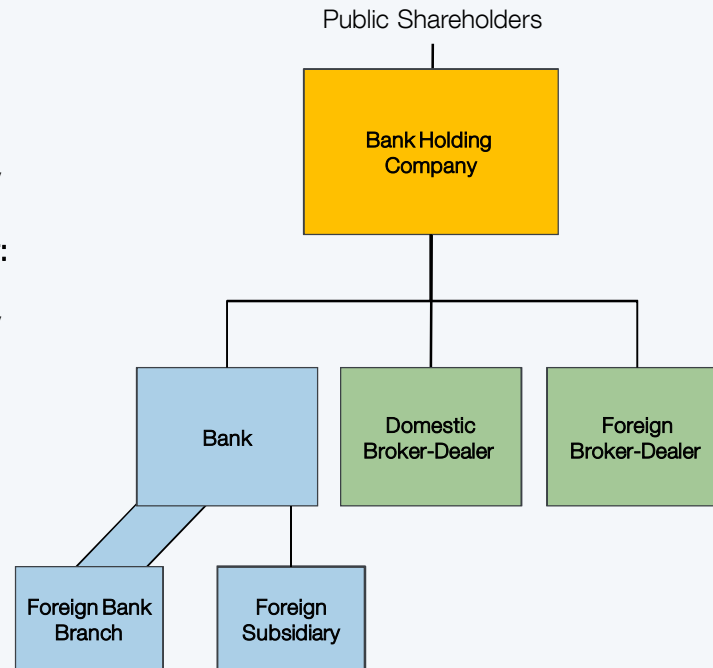 Public Shareholders
Bank Holding
Company
:
Bank
Domestic
Broker-Dealer
Foreign
Broker-Dealer
Foreign Bank
Branch
Foreign
Subsidiary